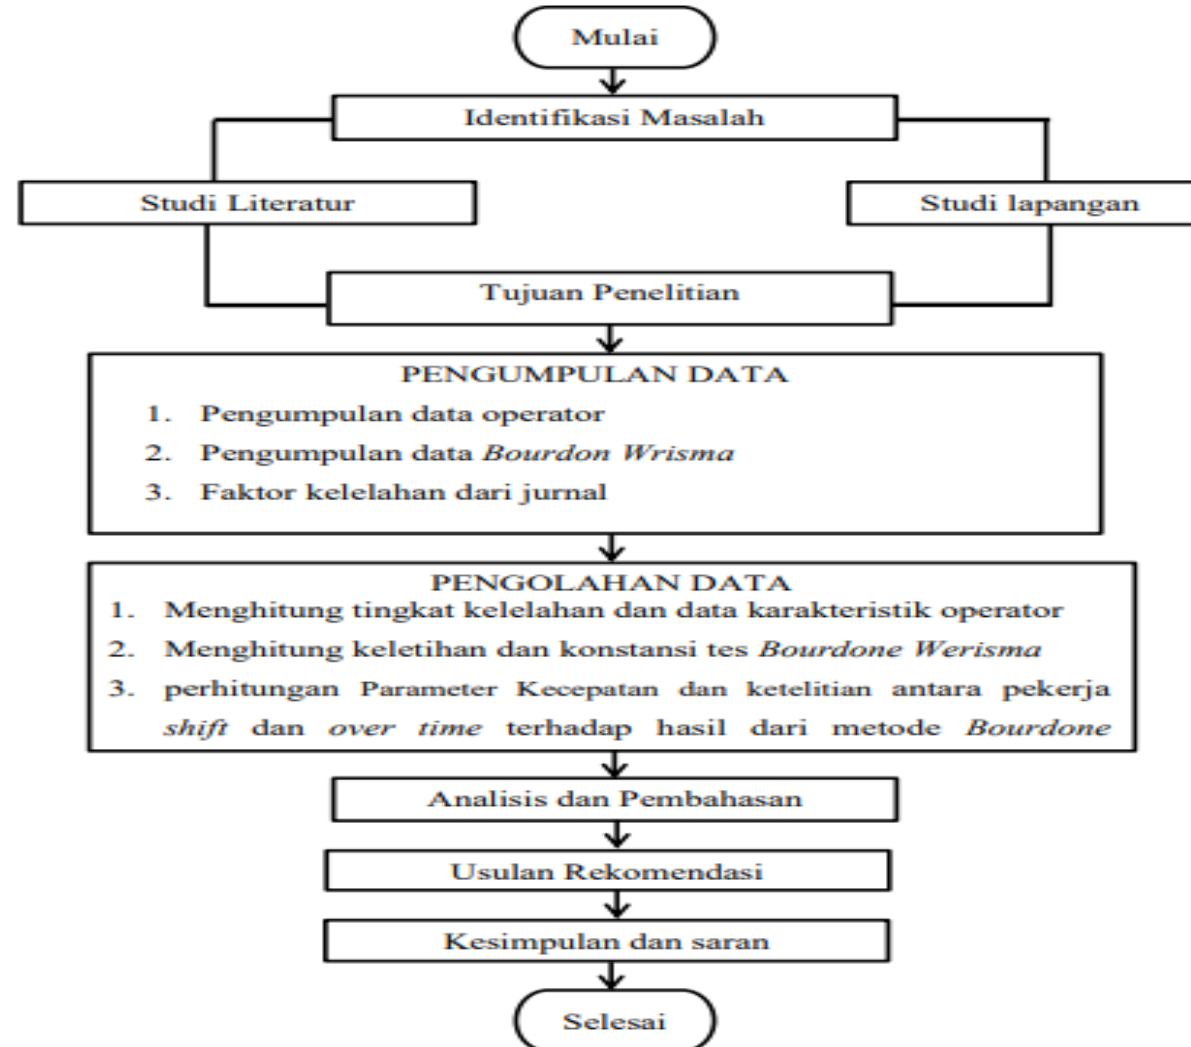 Mulai
Identifikasi Masalah
Studi Literatur
Studi lapangan
Tujuan Penelitian
PENGUMPULAN DATA
1. Pengumpulan data operator
2. Pengumpulan data Bourdon Wrisma
3. Faktor kelelahan dari jurnal
PENGOLAHAN DATA
1. Menghitung tingkat kelelahan dan data karakteristik operator
2. Menghitung keletihan dan konstansi tes Bourdone Werisma
3. perhitungan Parameter Kecepatan dan ketelitian antara pekerja
shift dan over time terhadap hasil dari metode Bourdone
Analisis dan Pembahasan
Usulan Rekomendasi
Kesimpulan dan saran
Selesai